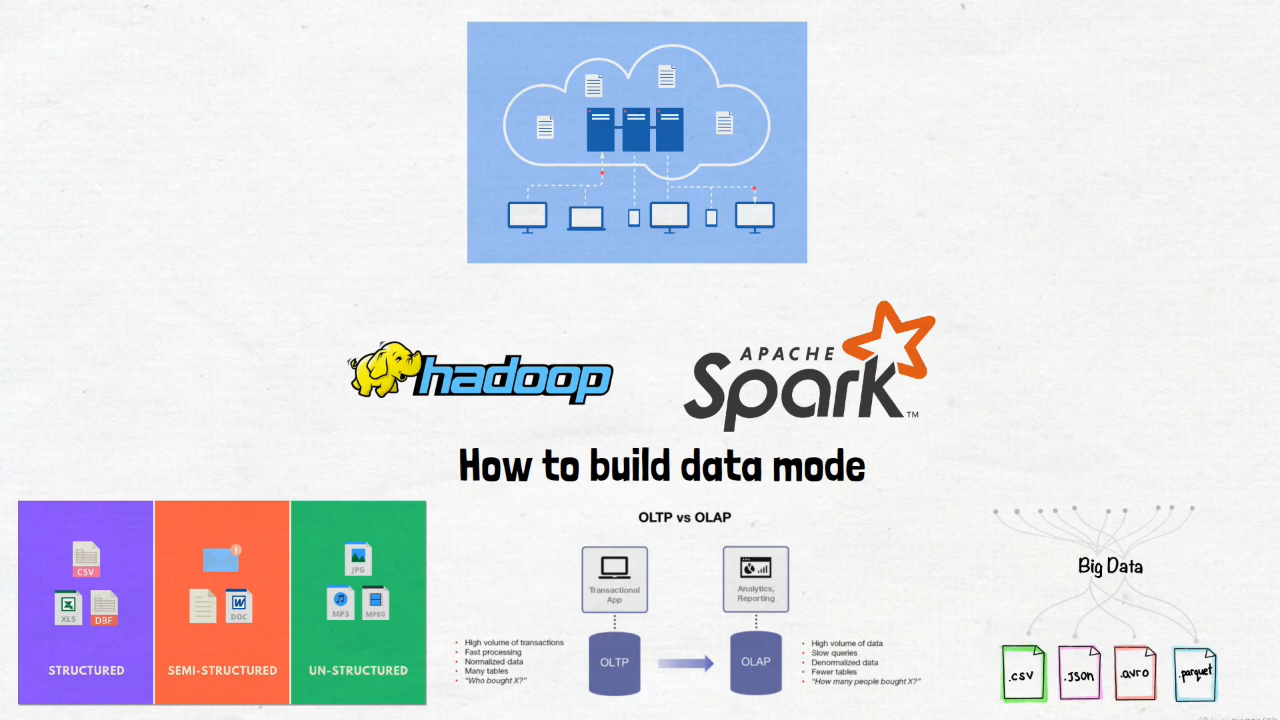 hadoop
APACHE
Spark™
How to build data mode
CSV
XLS
DBF
STRUCTURED
1
DOC
SEMI-STRUCTURED
JPG
MP3
MPEG
UN-STRUCTURED
OLTP vs OLAP
Transactional
App
Analytics,
Reporting
• High volume of transactions
• Fast processing
• Normalized data
• Many tables
• "Who bought X?"
OLTP
OLAP
• High volume of data
• Slow queries
• Denormalized data
• Fewer tables
• "How many people bought X?"
Big Data
.csv
.json
.avro
.parquet